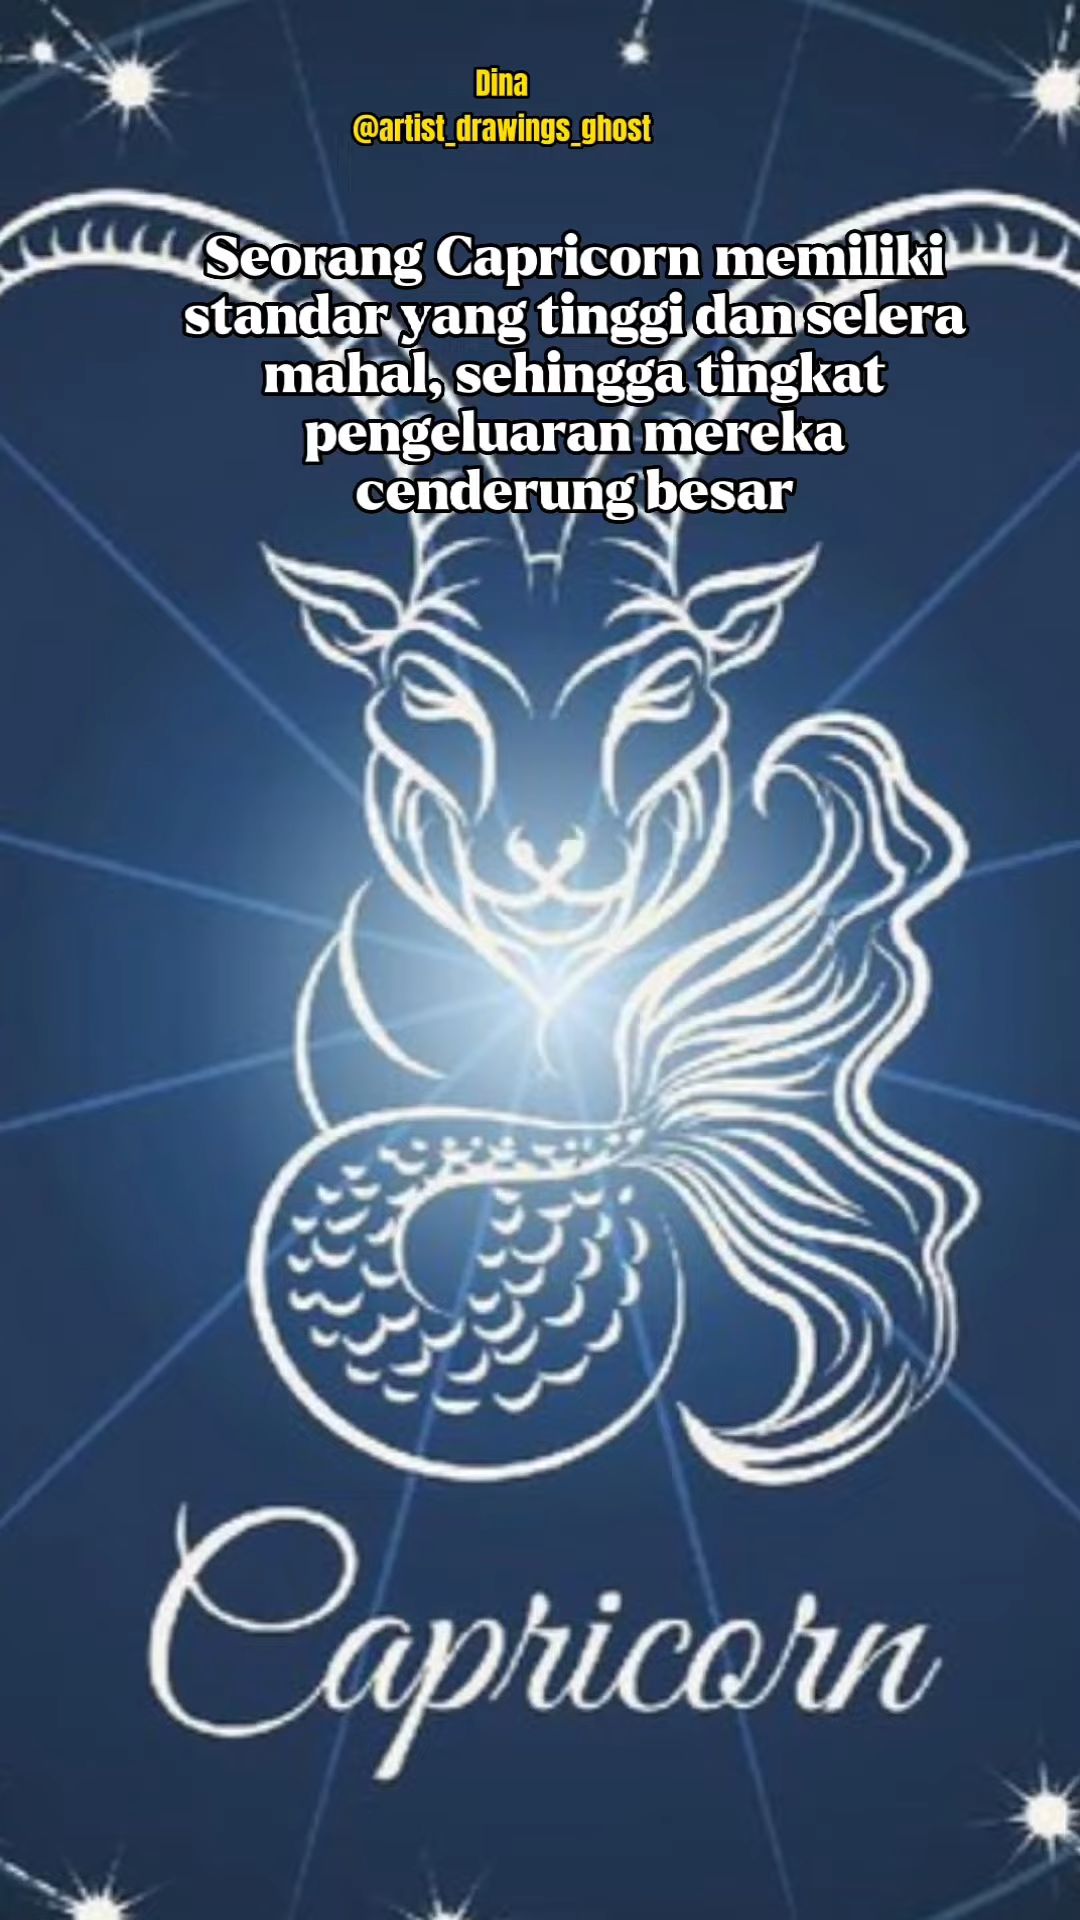 Dina
@artist_drawings_ghost
Seorang Capricorn memiliki
standar yang tinggi dan selera
mahal, sehingga tingkat
pengeluaran mereka
cenderung besar
Capricorn